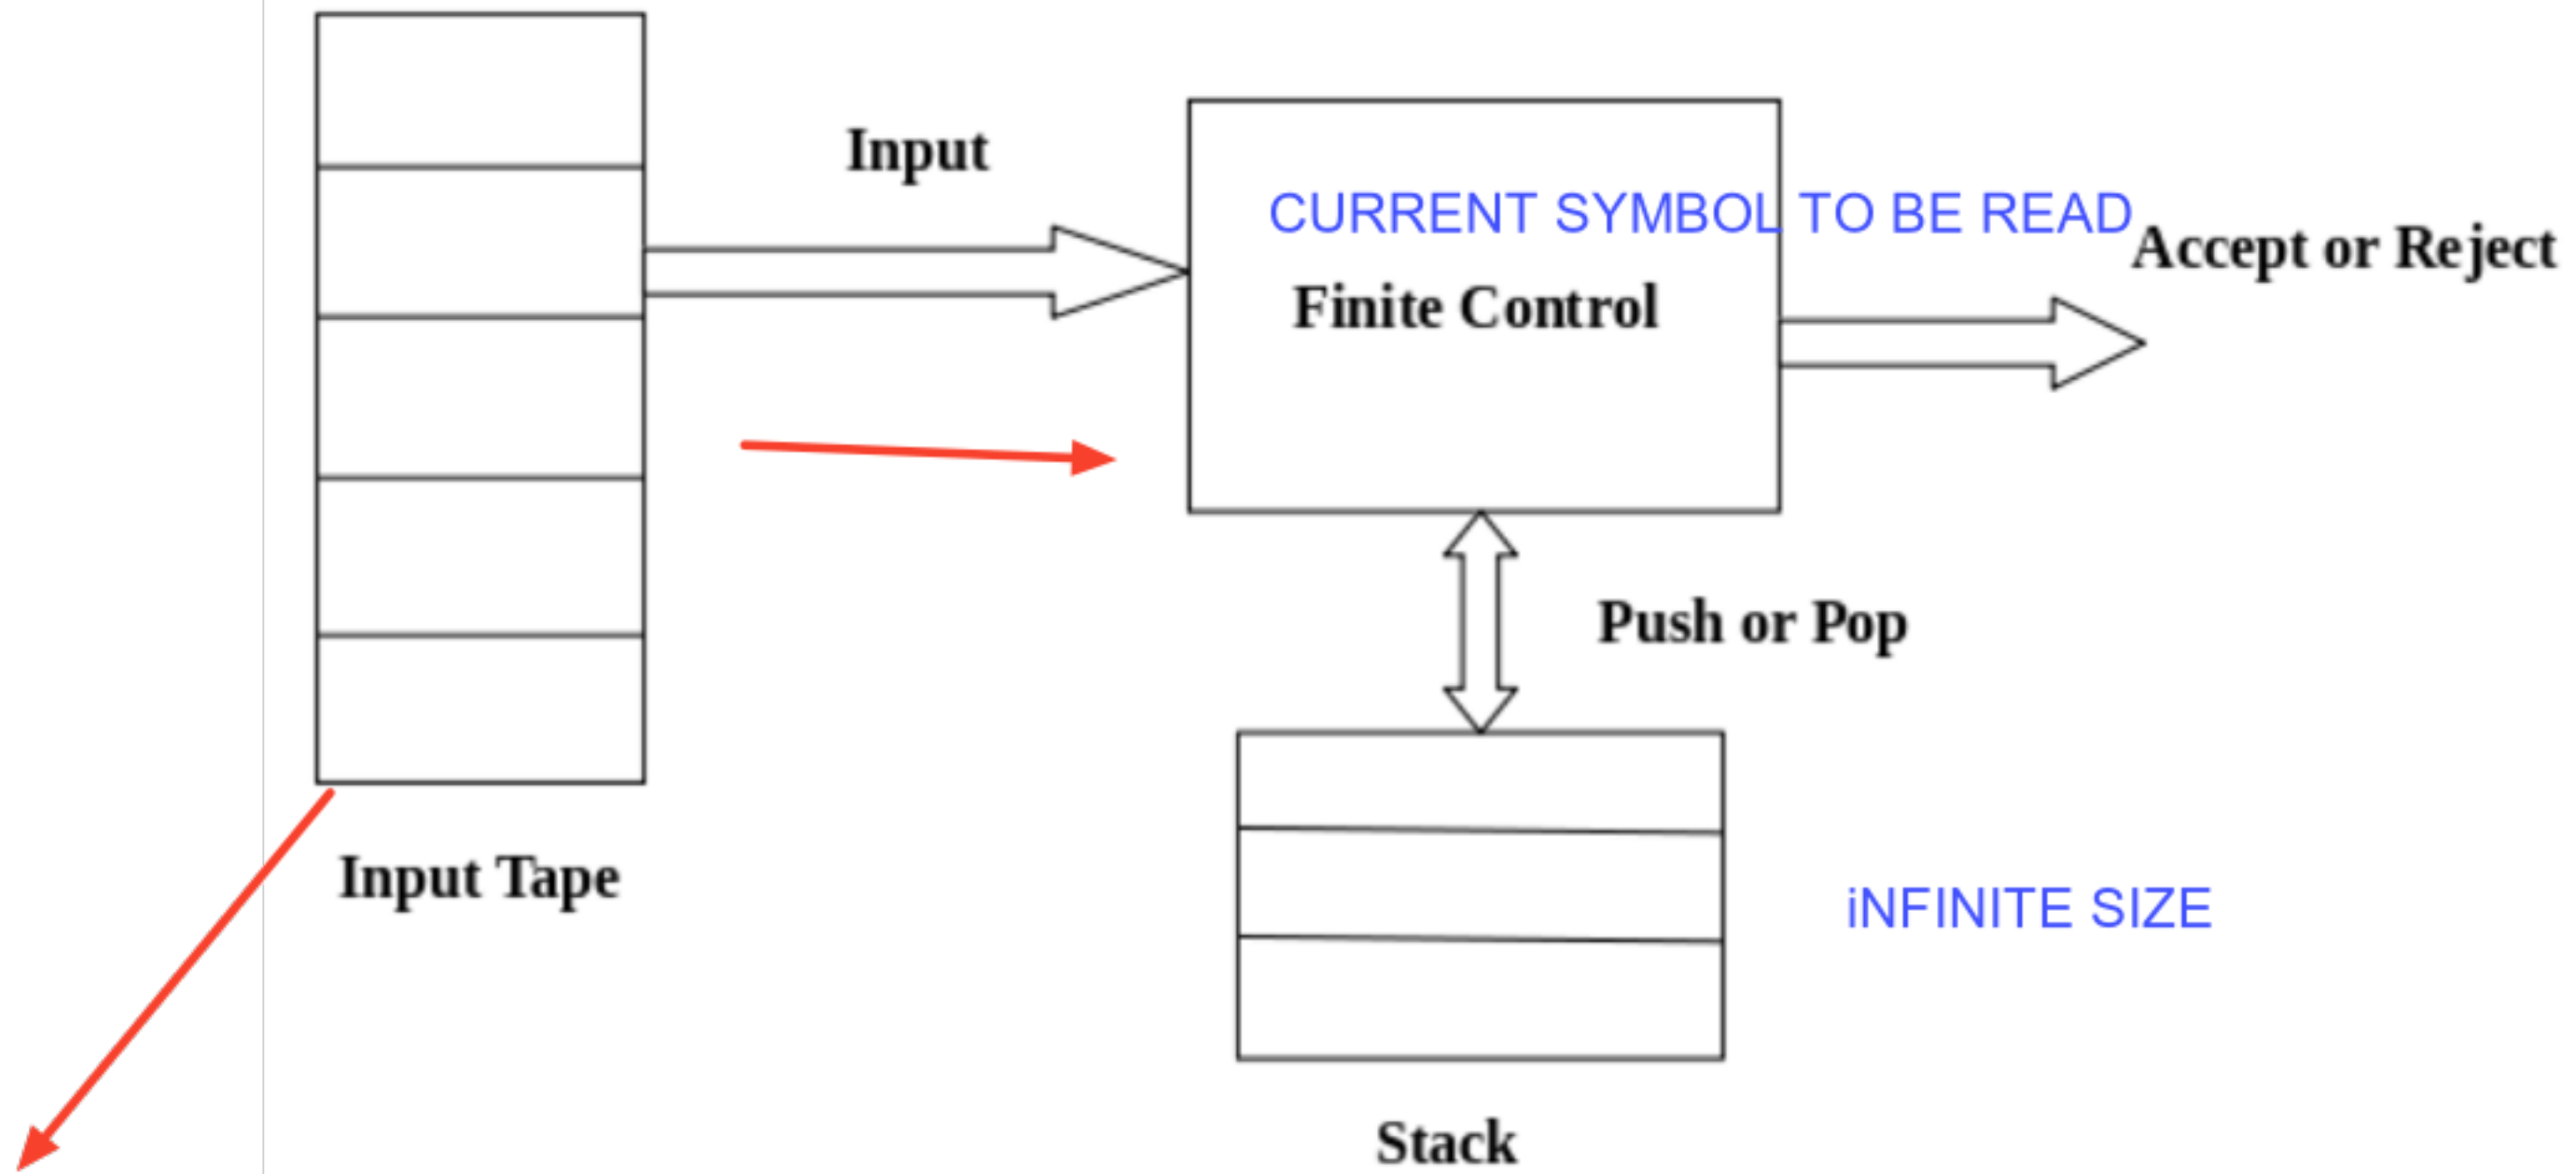 Input
CURRENT SYMBOL TO BE READ
Accept or Reject
Finite Control
Push or Pop
Input Tape
iNFINITE SIZE
Stack